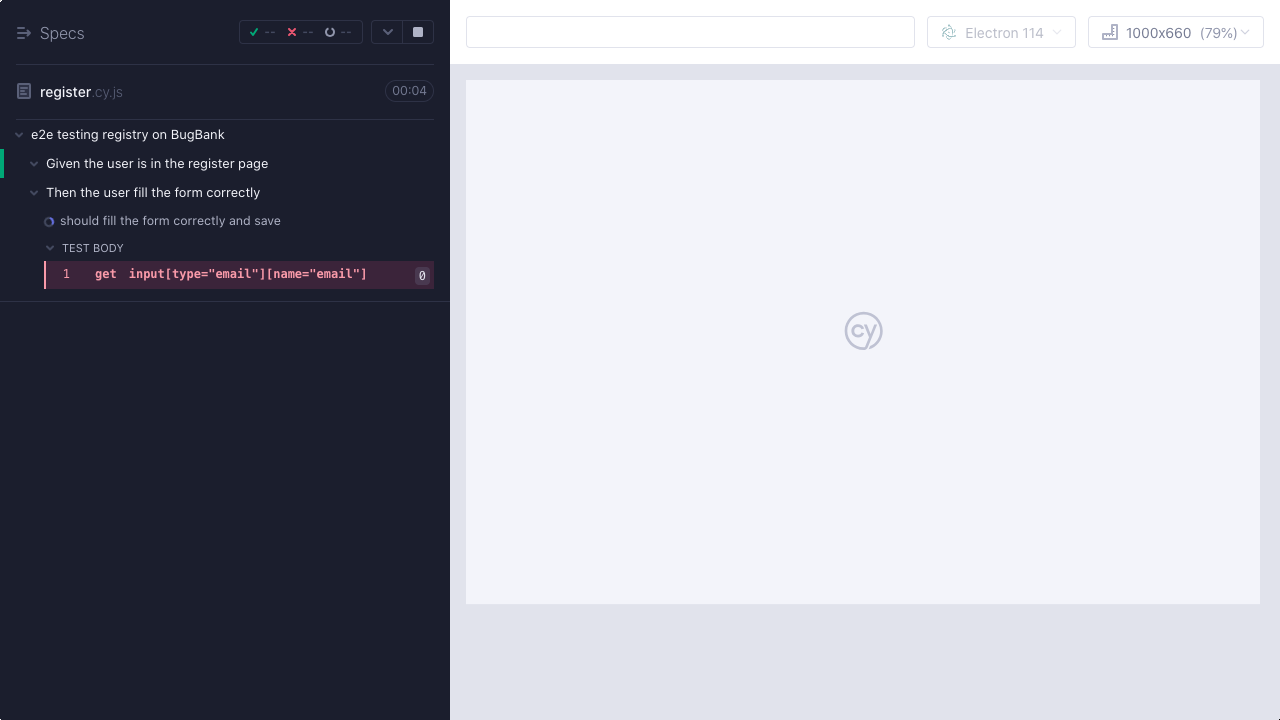 Specs
-- -- --
register.cy.js
00:04
e2e testing registry on BugBank
Given the user is in the register page
Then the user fill the form correctly
should fill the form correctly and save
TEST BODY
1 get input[type="email"][name="email"] 0
Electron 114
1000x660 (79%)
cy